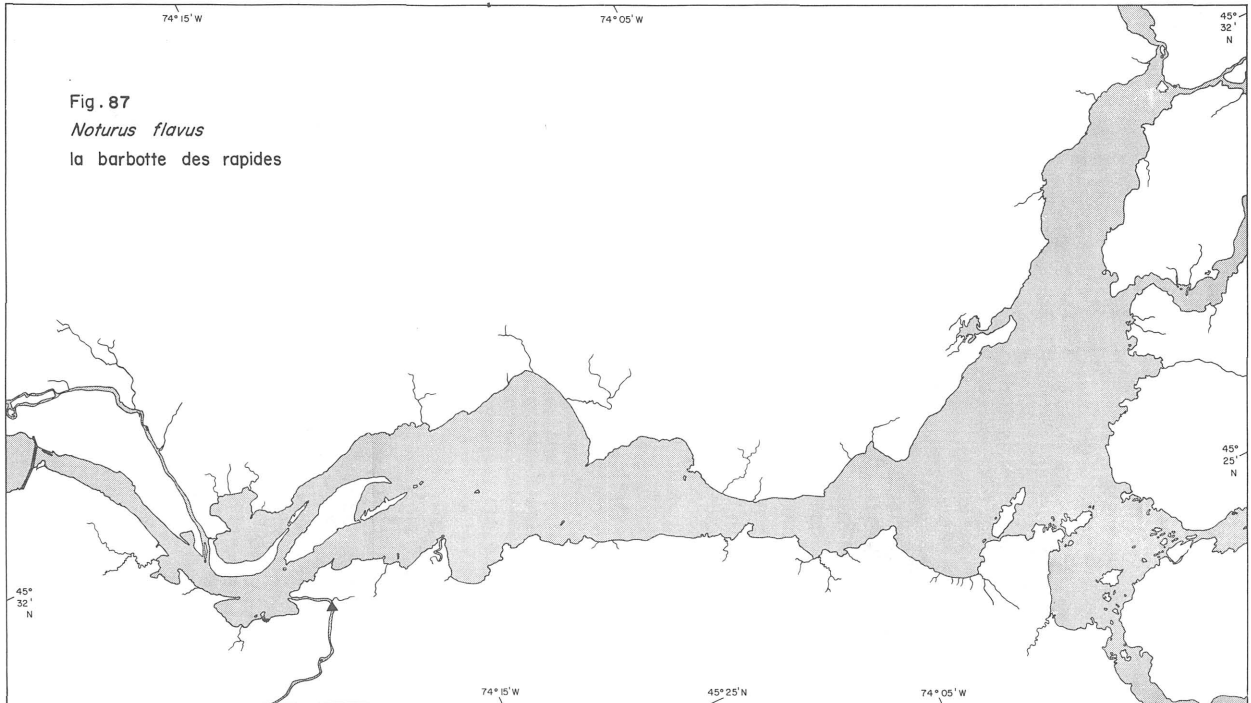 74° 15' W
74° 05' W
45°
32'
N
Fig. 87
Noturus flavus
la barbotte des rapides
45°
25'
N
45°
32'
N
74° 15' W
45° 25' N
74° 05' W